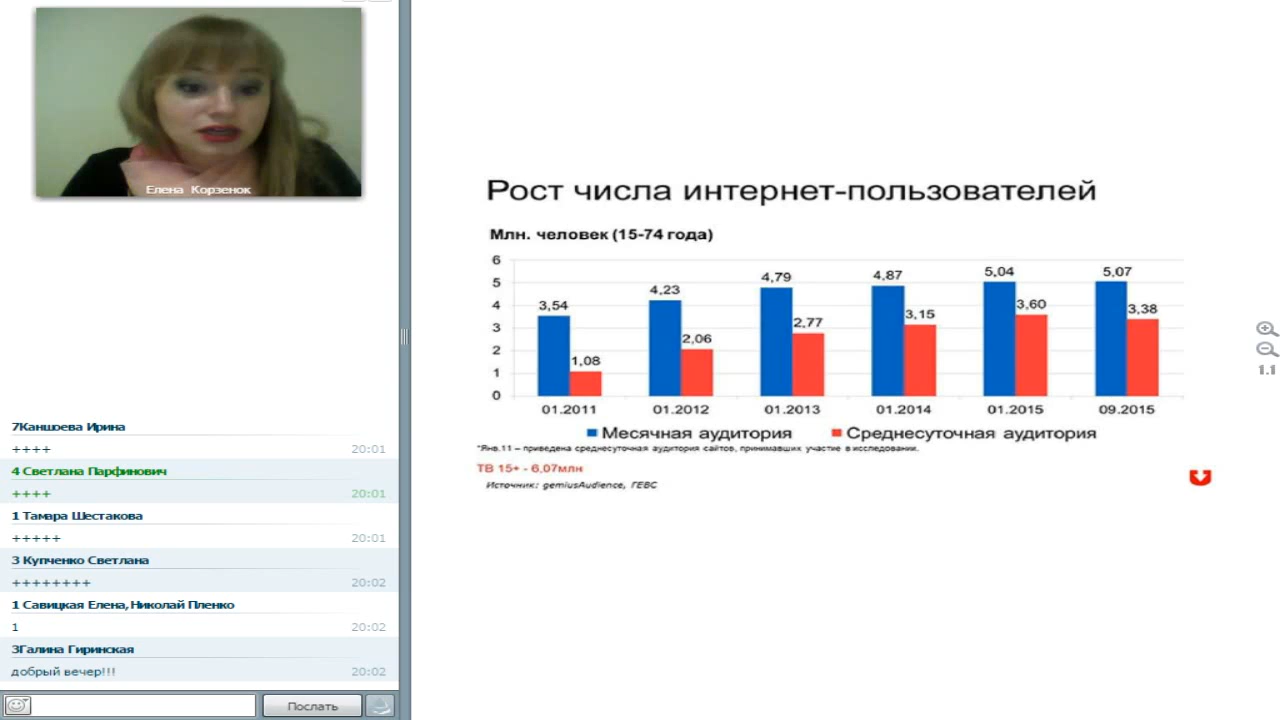 Елена Корзенок
7Каншоева Ирина
++++ 20:01
4 Светлана Парфинович
++++ 20:01
1 Тамара Шестакова
+++++ 20:01
3 Купченко Светлана
++++++++ 20:02
1 Савицкая Елена,Николай Пленко
1 20:02
3Галина Гиринская
добрый вечер!!! 20:02
Послать
Рост числа интернет-пользователей
Млн. человек (15-74 года)
6
5
4
3
2
1
0
3,54 1,08
4,23 2,06
4,79 2,77
4,87 3,15
5,04 3,60
5,07 3,38
01.2011 01.2012 01.2013 01.2014 01.2015 09.2015
Месячная аудитория Среднесуточная аудитория
*Янв.11 – приведена среднесуточная аудитория сайтов, принимавших участие в исследовании.
ТВ 15+ - 6,07млн
Источник: gemiusAudience, ГЕВС
1.1